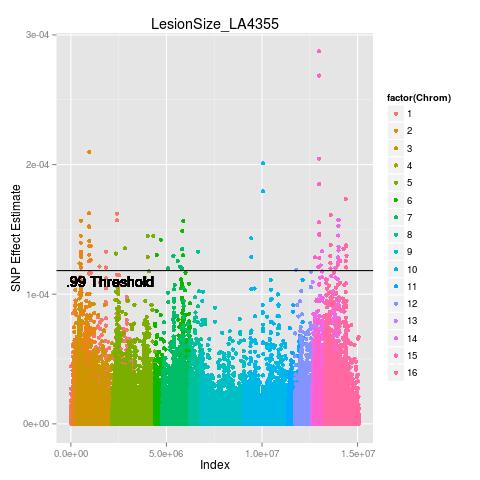 LesionSize_LA4355
3e-04
2e-04
1e-04
0e+00
SNP Effect Estimate
.99 Threshold
0.0e+00 5.0e+06 1.0e+07 1.5e+07
Index
factor(Chrom)
1
2
3
4
5
6
7
8
9
10
11
12
13
14
15
16